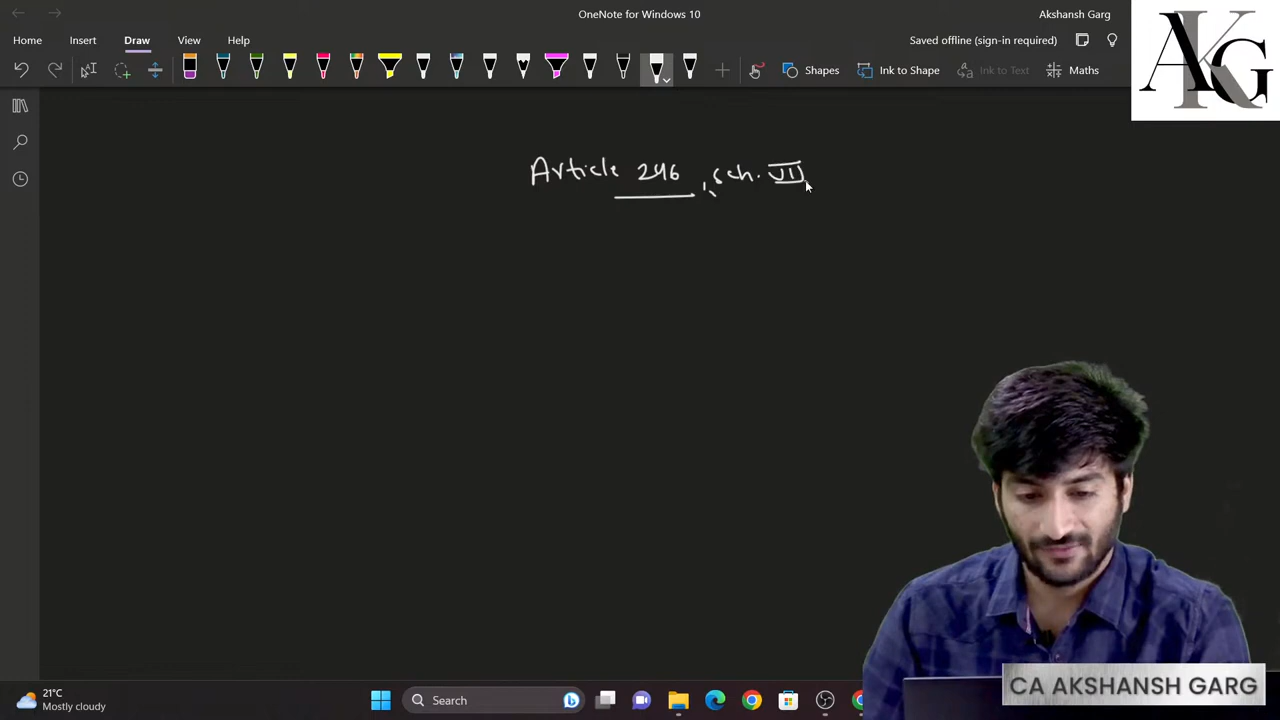 OneNote for Windows 10
Akshansh Garg
Home Insert Draw View Help
Saved offline (sign-in required)
Shapes Ink to Shape Ink to Text Maths
AKG
Article 246, sch. VII
CA AKSHANSH GARG
21°C
Mostly cloudy
Search